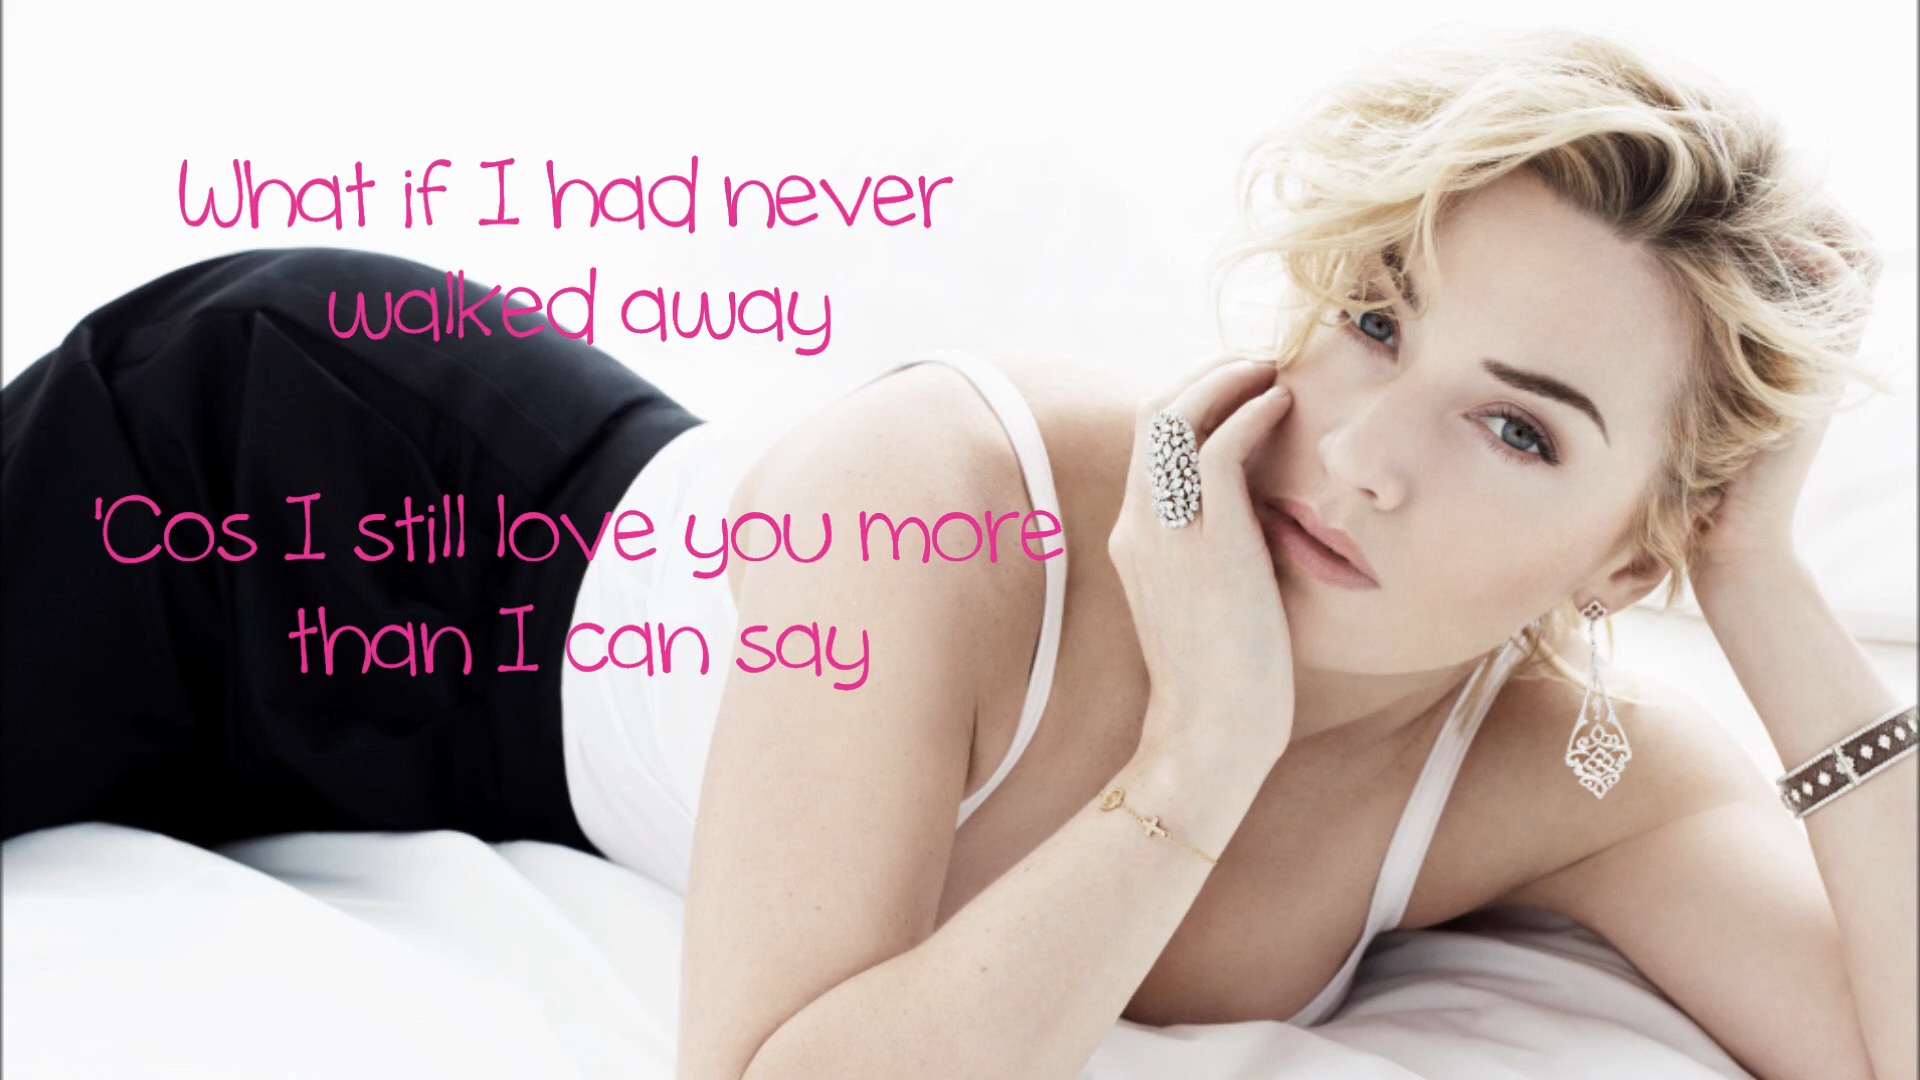 What if I had never
walked away
'Cos I still love you more
than I can say